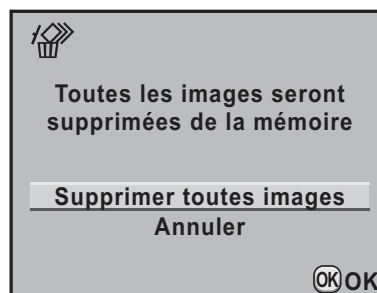 Toutes les images seront
supprimées de la mémoire
Supprimer toutes images
Annuler
OK OK